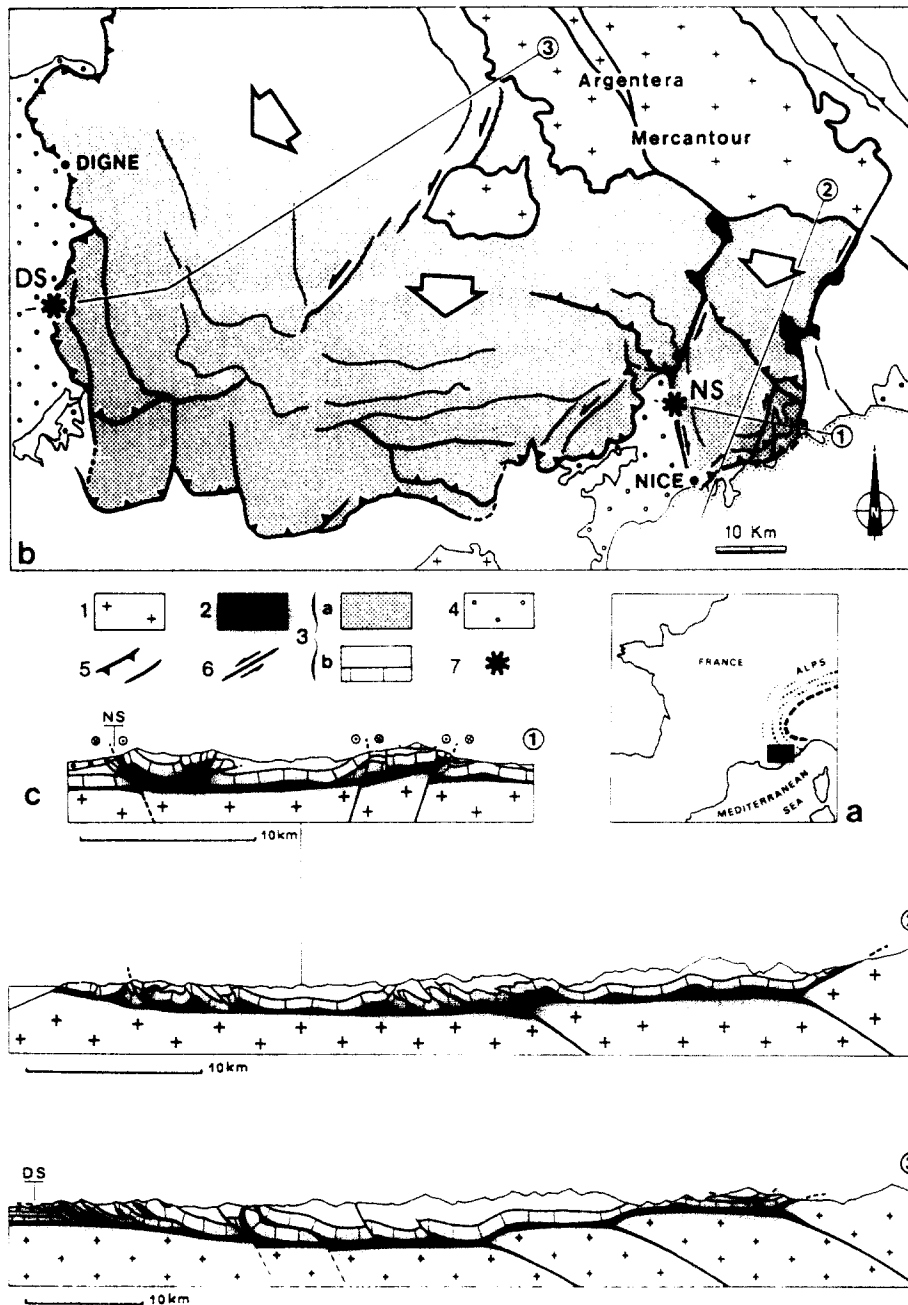 ③
Argentera
Mercantour
DIGNE
②
DS
NS
①
NICE
N
10 Km
b
1
2
3
a
4
5
6
b
7
FRANCE
ALPS
MEDITERRANEAN
SEA
a
NS
①
c
10km
10km
DS
10km